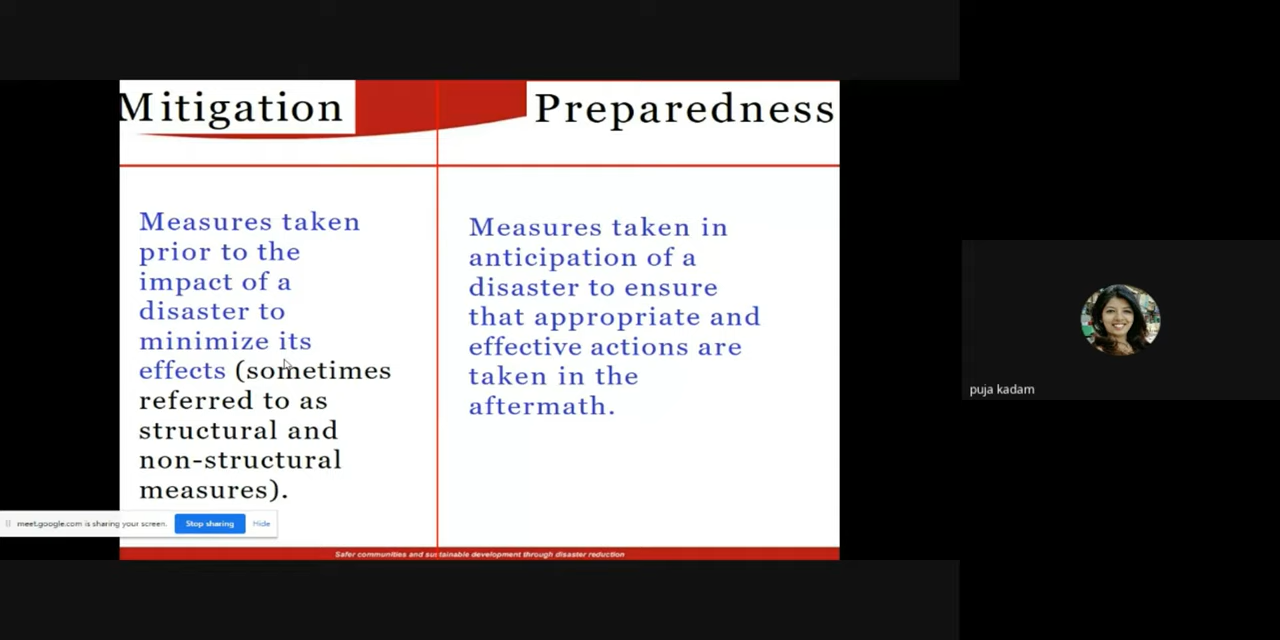 Mitigation
Preparedness
Measures taken
prior to the
impact of a
disaster to
minimize its
effects (sometimes
referred to as
structural and
non-structural
measures).
Measures taken in
anticipation of a
disaster to ensure
that appropriate and
effective actions are
taken in the
aftermath.
meet.google.com is sharing your screen. Stop sharing Hide
Safer communities and sustainable development through disaster reduction
puja kadam